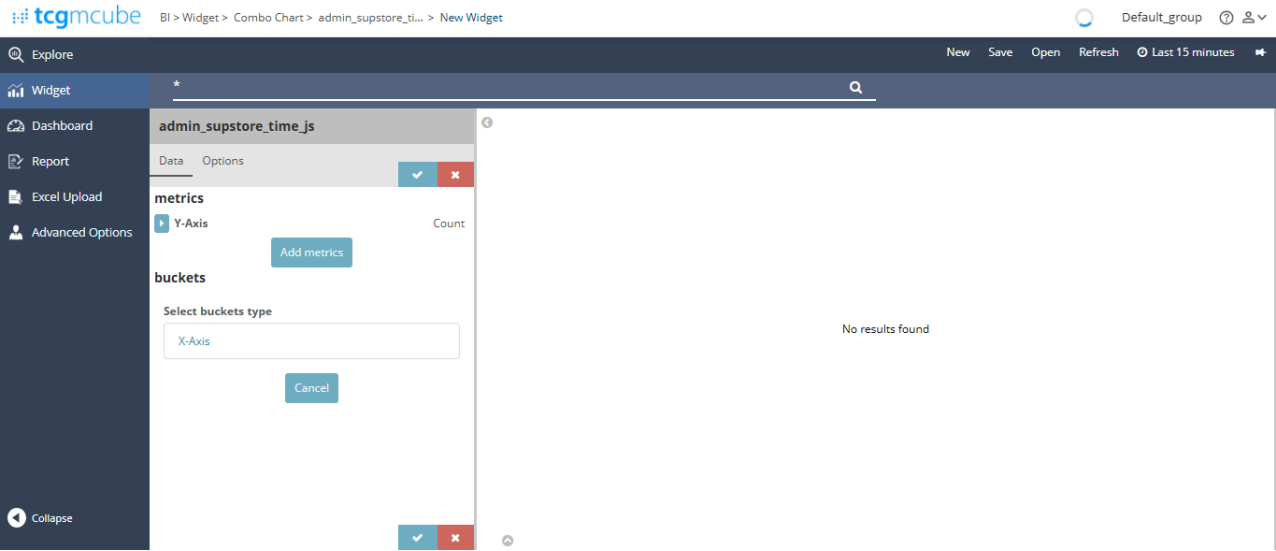 tcgmcube
BI > Widget > Combo Chart > admin_supstore_ti... > New Widget
Default_group
Explore
New Save Open Refresh Last 15 minutes
Widget
*
Dashboard
admin_supstore_time_js
Report
Data Options
Excel Upload
metrics
Y-Axis Count
Advanced Options
Add metrics
buckets
Select buckets type
X-Axis
No results found
Cancel
Collapse